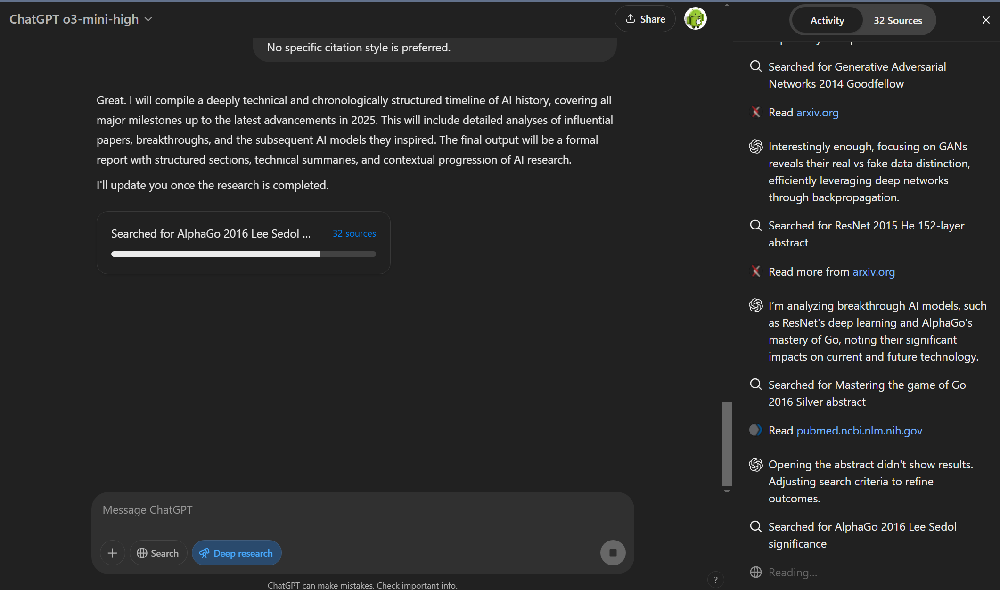 ChatGPT o3-mini-high
Share
No specific citation style is preferred.
Great. I will compile a deeply technical and chronologically structured timeline of AI history, covering all
major milestones up to the latest advancements in 2025. This will include detailed analyses of influential
papers, breakthroughs, and the subsequent AI models they inspired. The final output will be a formal
report with structured sections, technical summaries, and contextual progression of AI research.
I'll update you once the research is completed.
Searched for AlphaGo 2016 Lee Sedol ...
32 sources
Message ChatGPT
Search
Deep research
ChatGPT can make mistakes. Check important info.
?
Activity
32 Sources
superiority over phrase-based methods.
Searched for Generative Adversarial
Networks 2014 Goodfellow
Read arxiv.org
Interestingly enough, focusing on GANs
reveals their real vs fake data distinction,
efficiently leveraging deep networks
through backpropagation.
Searched for ResNet 2015 He 152-layer
abstract
Read more from arxiv.org
I’m analyzing breakthrough AI models, such
as ResNet's deep learning and AlphaGo's
mastery of Go, noting their significant
impacts on current and future technology.
Searched for Mastering the game of Go
2016 Silver abstract
Read pubmed.ncbi.nlm.nih.gov
Opening the abstract didn't show results.
Adjusting search criteria to refine
outcomes.
Searched for AlphaGo 2016 Lee Sedol
significance
Reading...